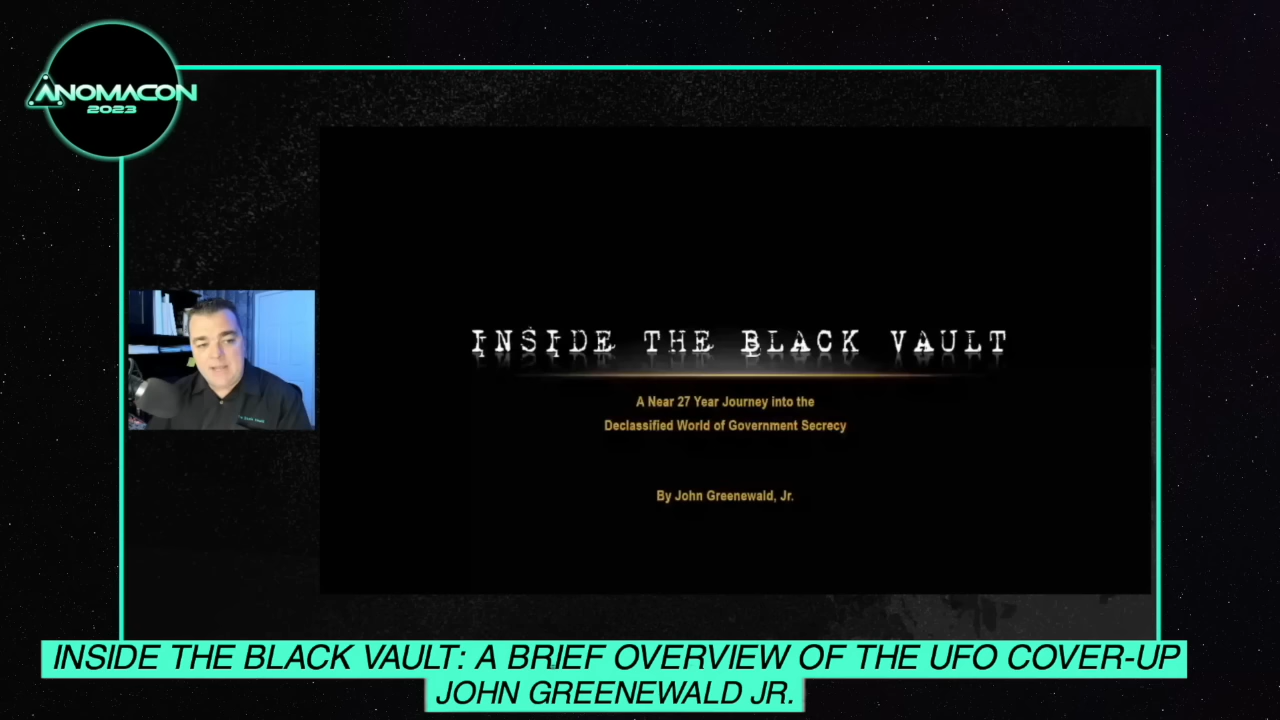 ANOMACON
2023
INSIDE THE BLACK VAULT
A Near 27 Year Journey into the
Declassified World of Government Secrecy
By John Greenewald, Jr.
INSIDE THE BLACK VAULT: A BRIEF OVERVIEW OF THE UFO COVER-UP
JOHN GREENEWALD JR.